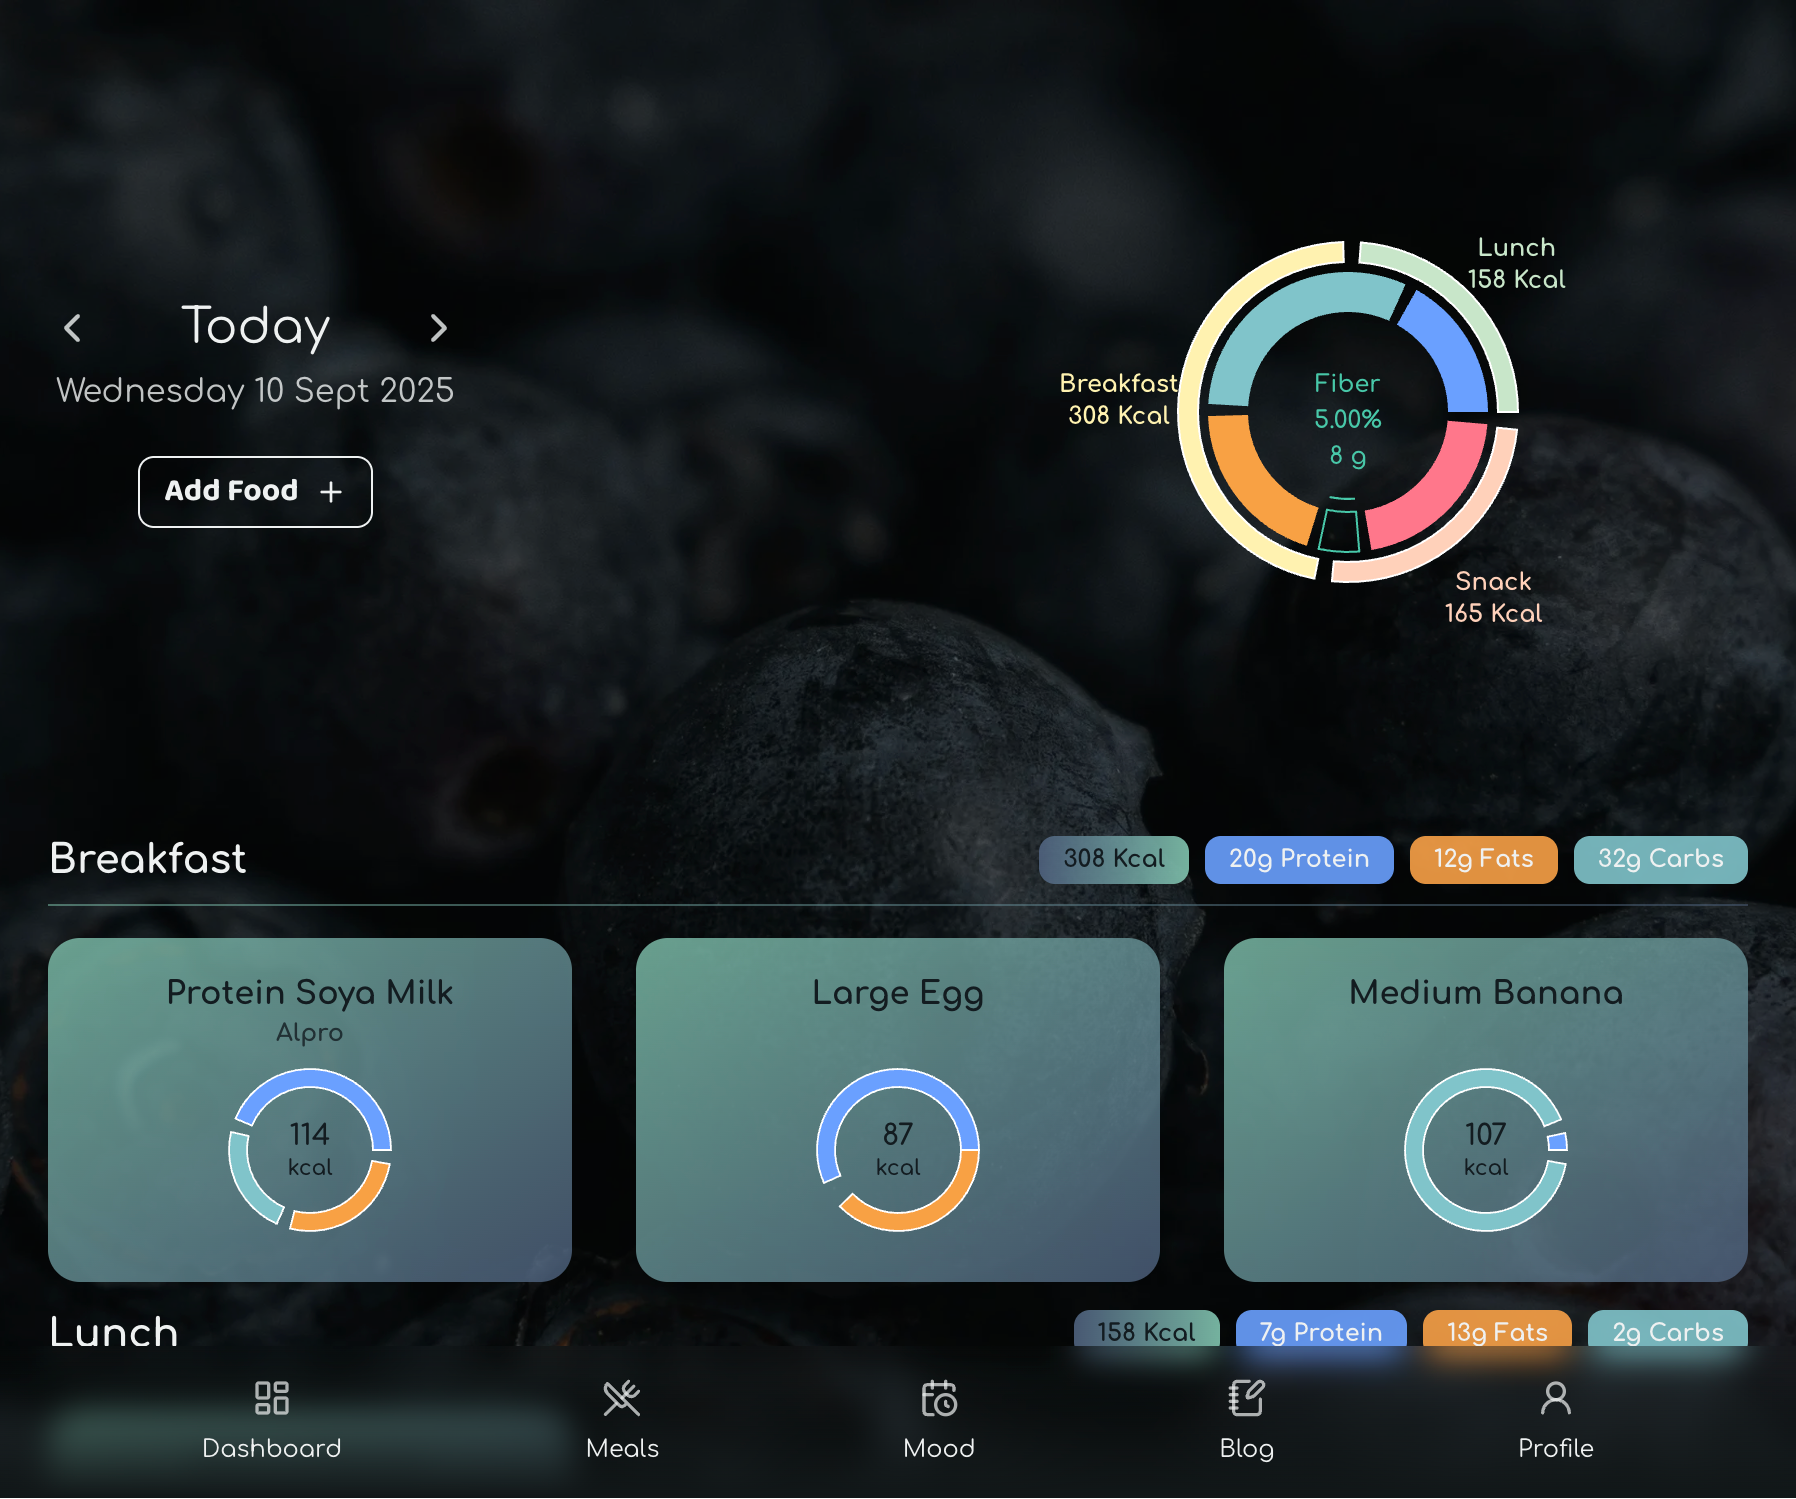 Today
Wednesday 10 Sept 2025
Add Food +
Lunch
158 Kcal
Breakfast
308 Kcal
Fiber
5.00%
8 g
Snack
165 Kcal
Breakfast
308 Kcal
20g Protein
12g Fats
32g Carbs
Protein Soya Milk
Alpro
114
kcal
Large Egg
87
kcal
Medium Banana
107
kcal
Lunch
158 Kcal
7g Protein
13g Fats
2g Carbs
Dashboard
Meals
Mood
Blog
Profile